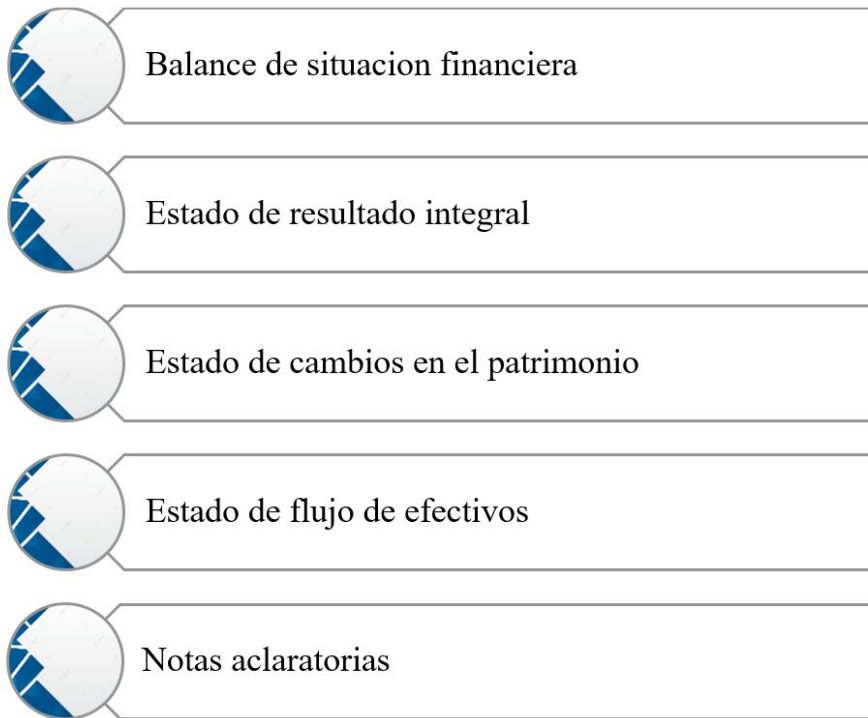 Balance de situacion financiera
Estado de resultado integral
Estado de cambios en el patrimonio
Estado de flujo de efectivos
Notas aclaratorias